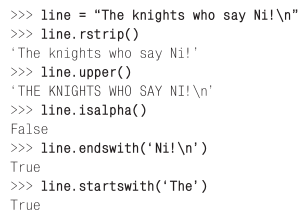 >>> line = “The knights who say Ni!\n”
>>> line.rstrip()
‘The knights who say Ni!’
>>> line.upper()
‘THE KNIGHTS WHO SAY NI!\n’
>>> line.isalpha()
False
>>> line.endswith(‘Ni!\n’)
True
>>> line.startswith(‘The’)
True